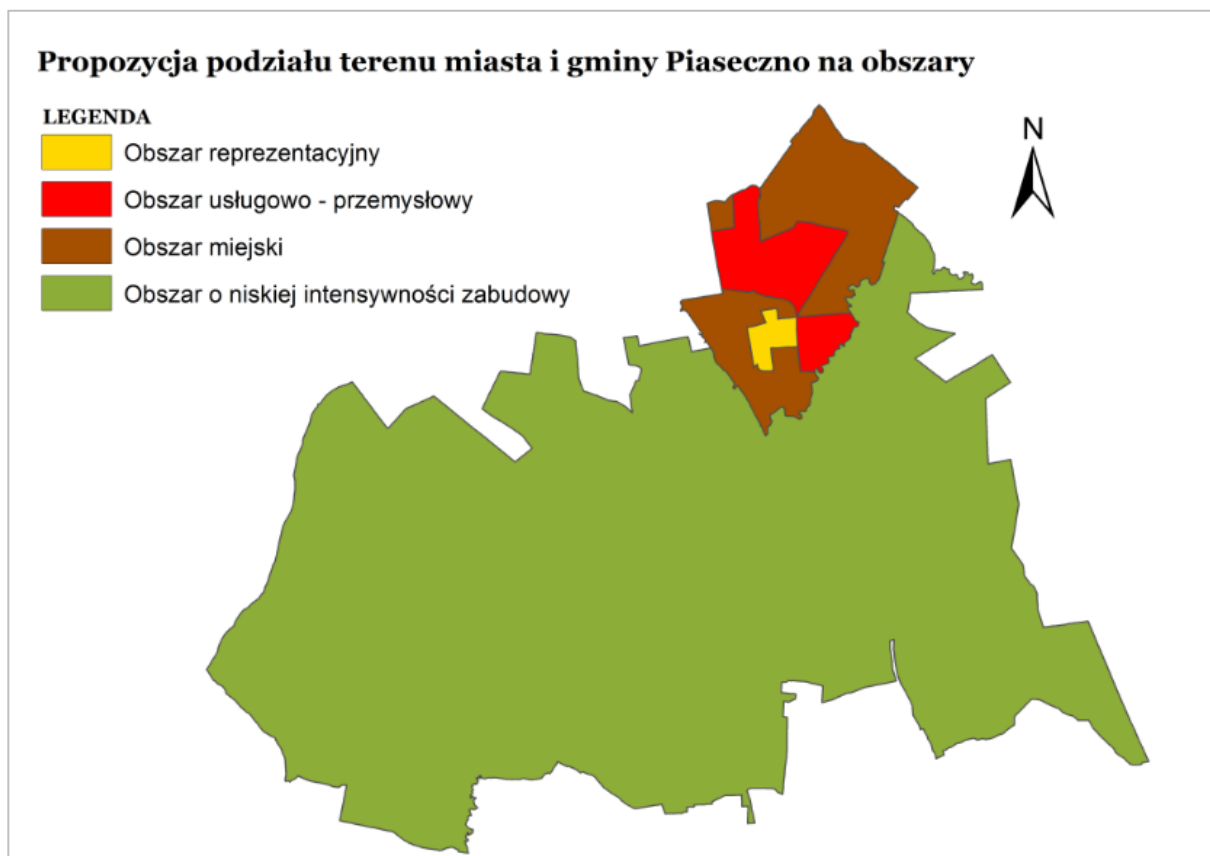 Propozycja podziału terenu miasta i gminy Piaseczno na obszary
LEGENDA
Obszar reprezentacyjny
Obszar usługowo - przemysłowy
Obszar miejski
Obszar o niskiej intensywności zabudowy
N